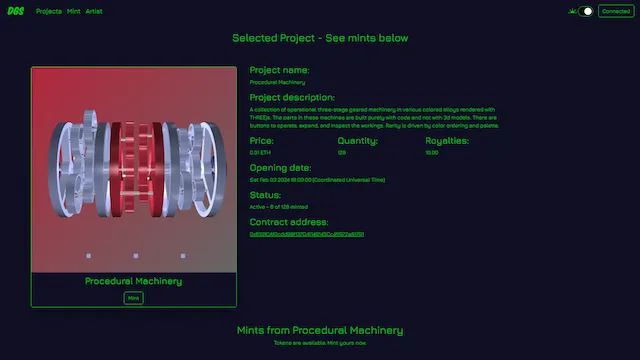 DGS
Projects Mint Artist
Connected
Selected Project - See mints below
Project name:
Procedural Machinery
Project description:
A collection of operational three-stage geared machinery in various colored alloys rendered with
THREEjs. The parts in these machines are built purely with code and not with 3d models. There are
buttons to operate, expand, and inspect the workings. Rarity is driven by color ordering and palette.
Price: Quantity: Royalties:
0.01 ETH 128 10.00
Opening date:
Sat Feb 03 2024 18:00:00 (Coordinated Universal Time)
Status:
Active - 6 of 128 minted
Contract address:
Procedural Machinery
Mint
Mints from Procedural Machinery
Tokens are available. Mint yours now.